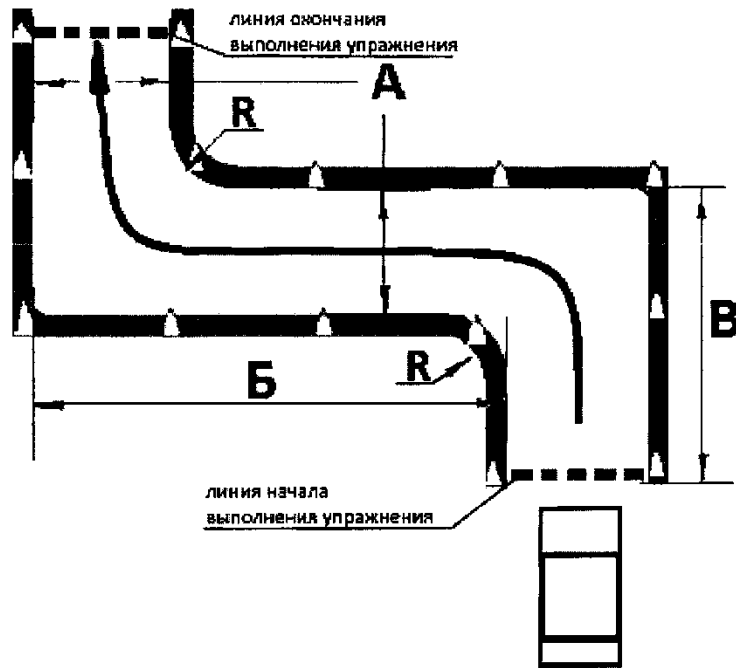 линия окончания
выполнения упражнения
А
R
В
R
Б
линия начала
выполнения упражнения